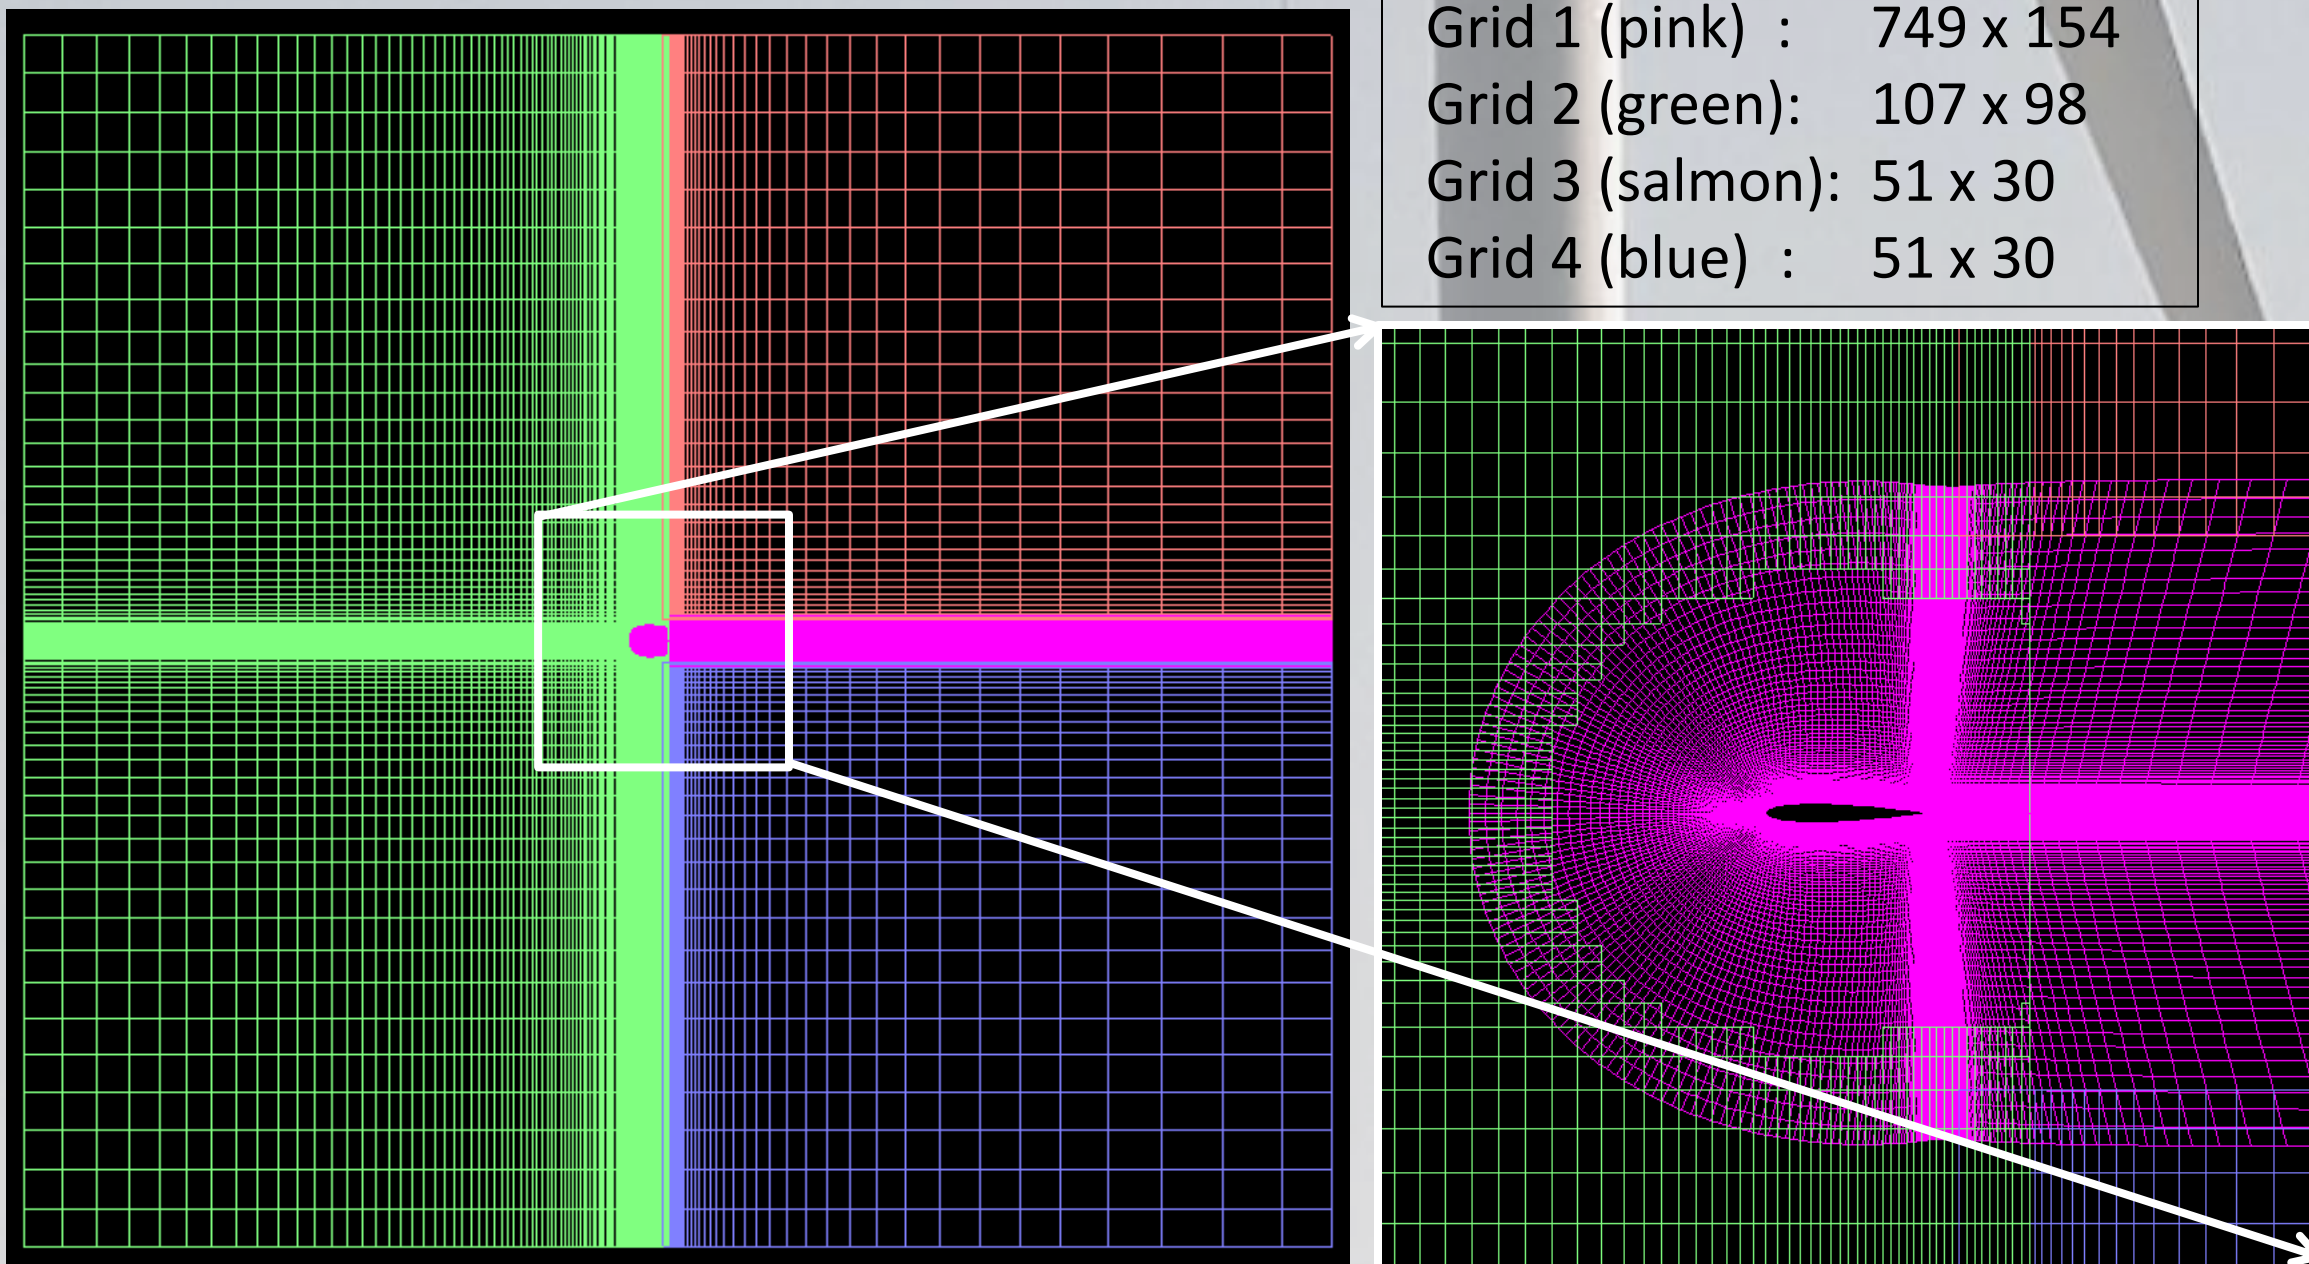 Grid 1 (pink) : 749 x 154
Grid 2 (green): 107 x 98
Grid 3 (salmon): 51 x 30
Grid 4 (blue) : 51 x 30